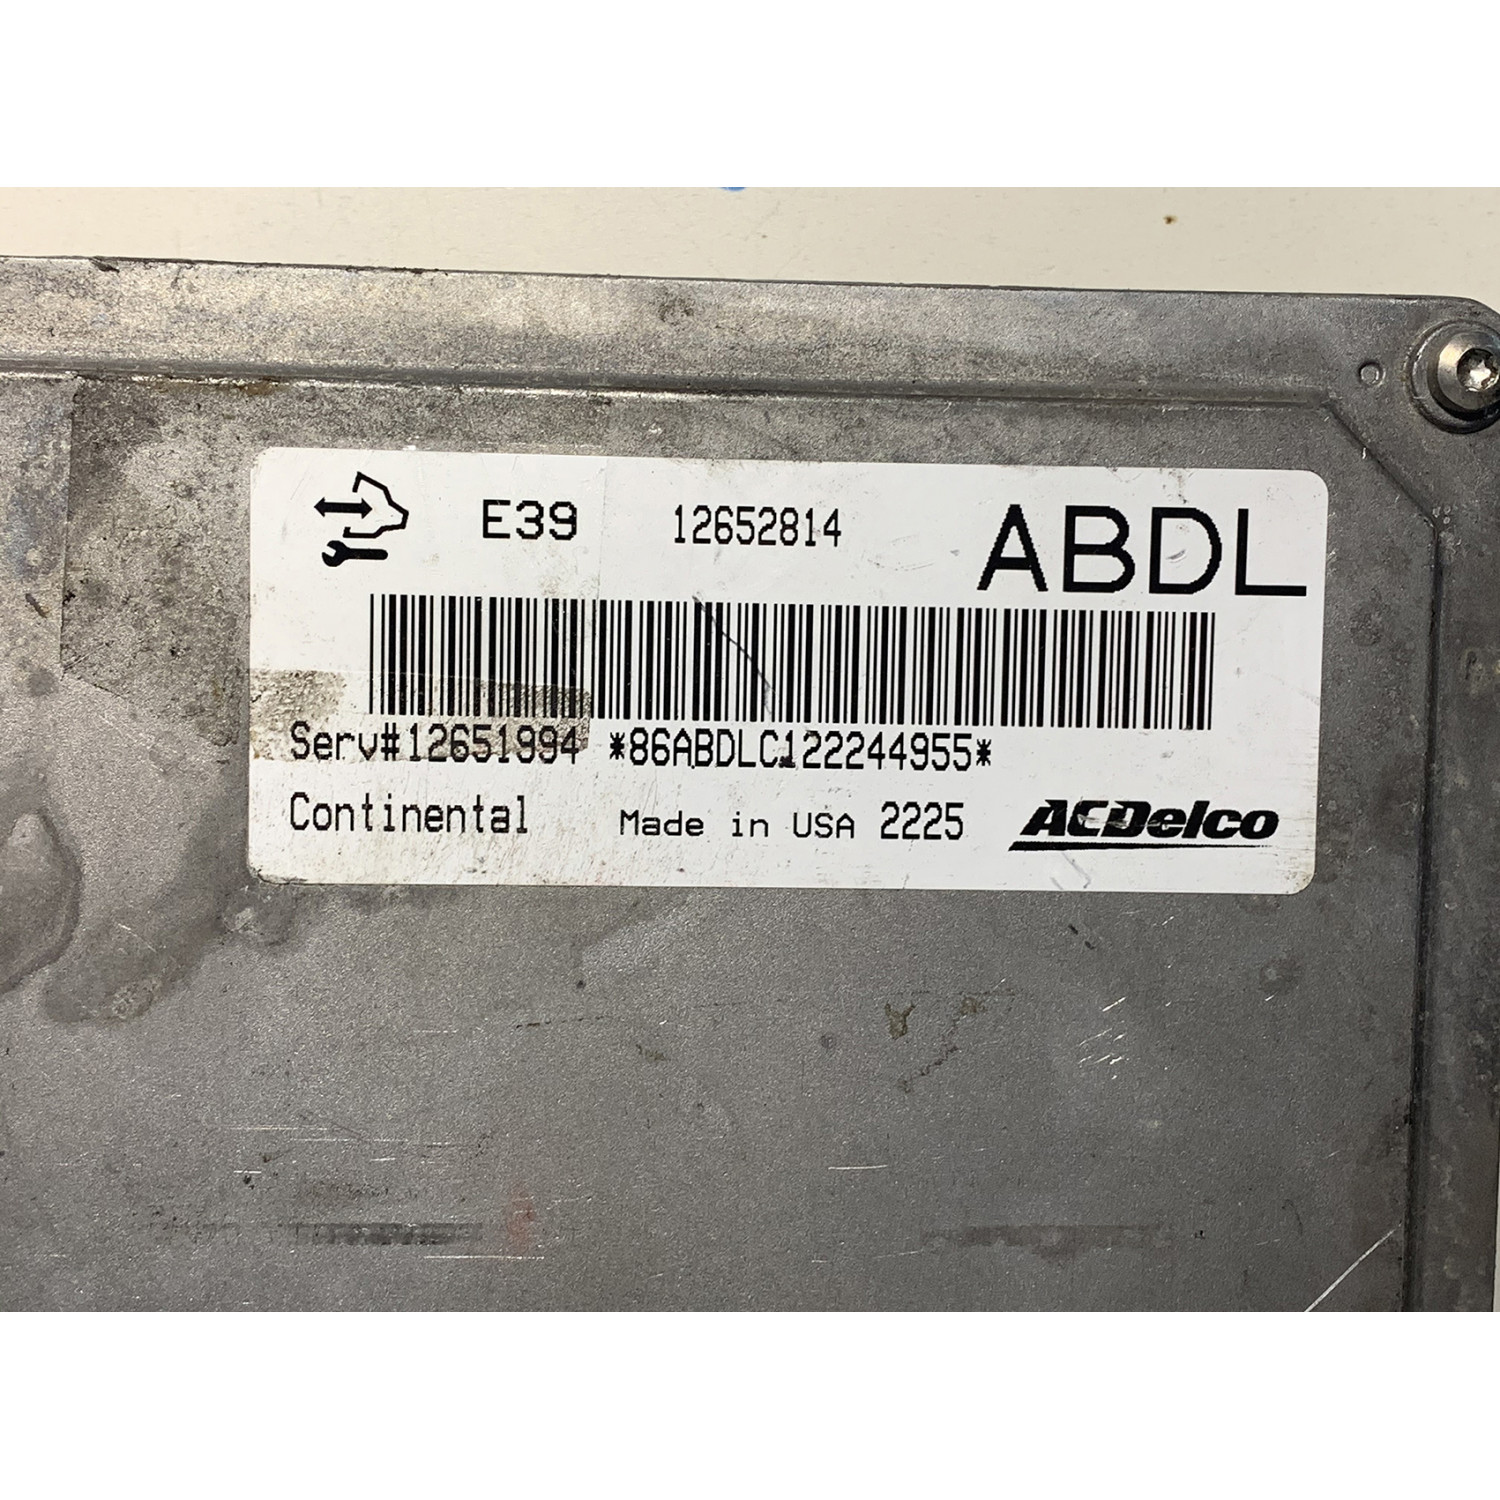 E39 12652814 ABDL
Serv#12651994 *86ABDLC122244955*
Continental Made in USA 2225 ACDelco